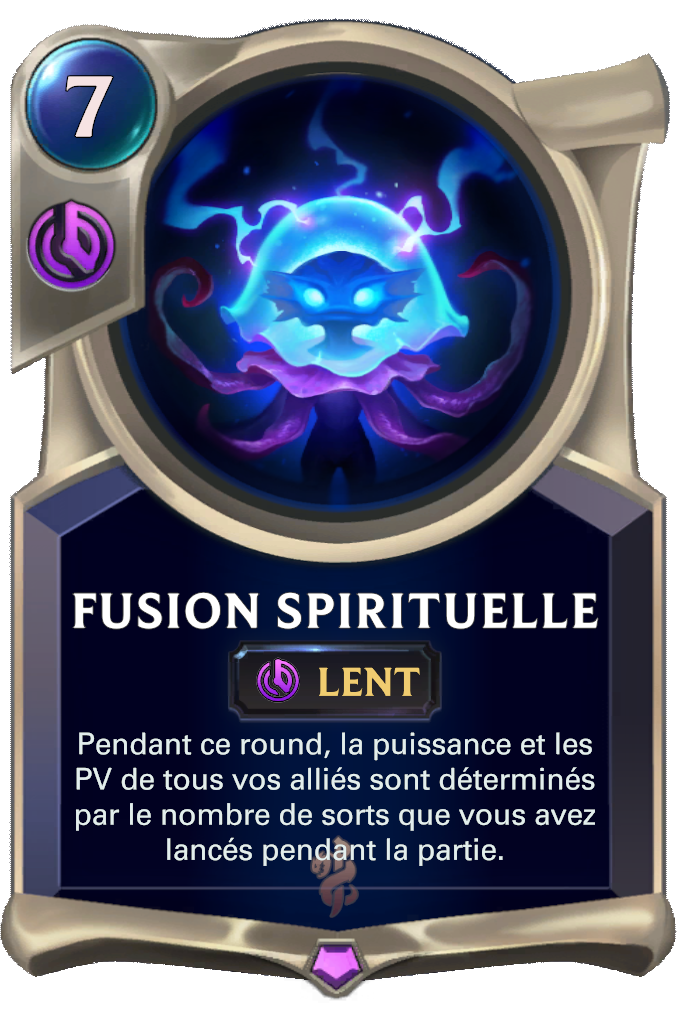 7
FUSION SPIRITUELLE
LENT
Pendant ce round, la puissance et les
PV de tous vos alliés sont déterminés
par le nombre de sorts que vous avez
lancés pendant la partie.